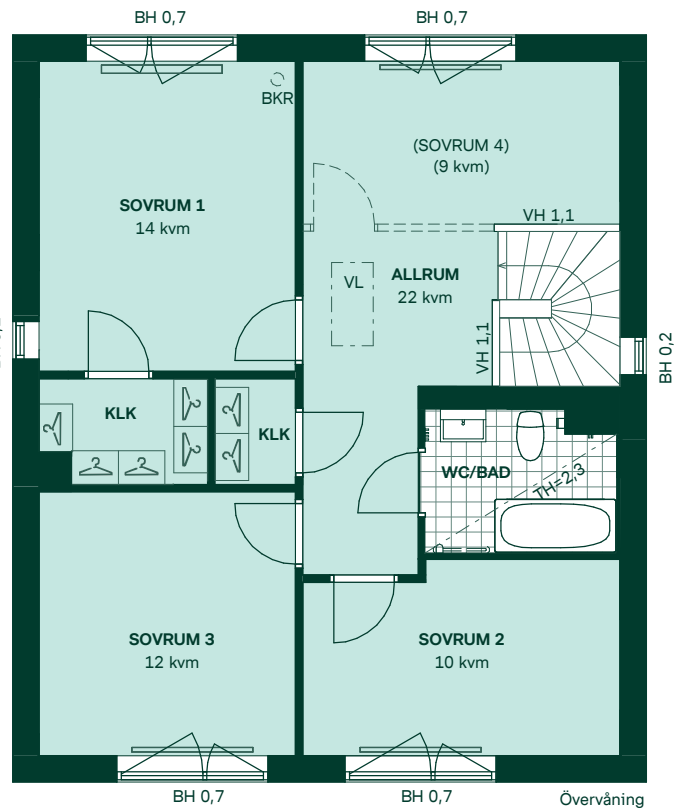 BH 0,7
BH 0,7
BKR
(SOVRUM 4)
(9 kvm)
SOVRUM 1
14 kvm
VH 1,1
VL
ALLRUM
22 kvm
VH 1,1
BH 0,2
KLK
KLK
WC/BAD
TH=2,3
SOVRUM 3
12 kvm
SOVRUM 2
10 kvm
BH 0,7
BH 0,7
Övervåning